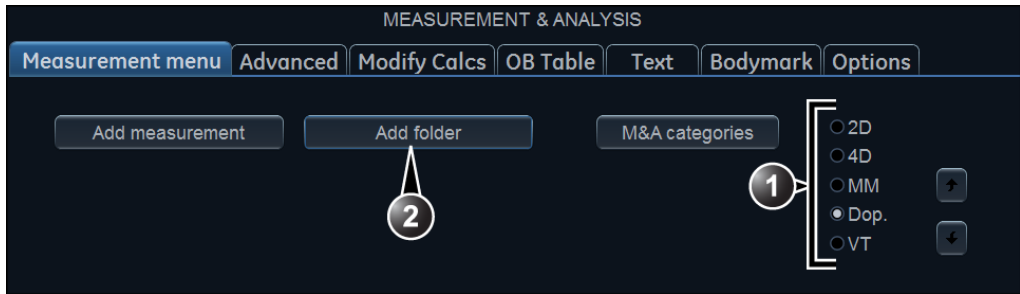 MEASUREMENT & ANALYSIS
Measurement menu Advanced Modify Calcs OB Table Text Bodymark Options
Add measurement Add folder M&A categories
2D
4D
MM
Dop.
VT
1
2